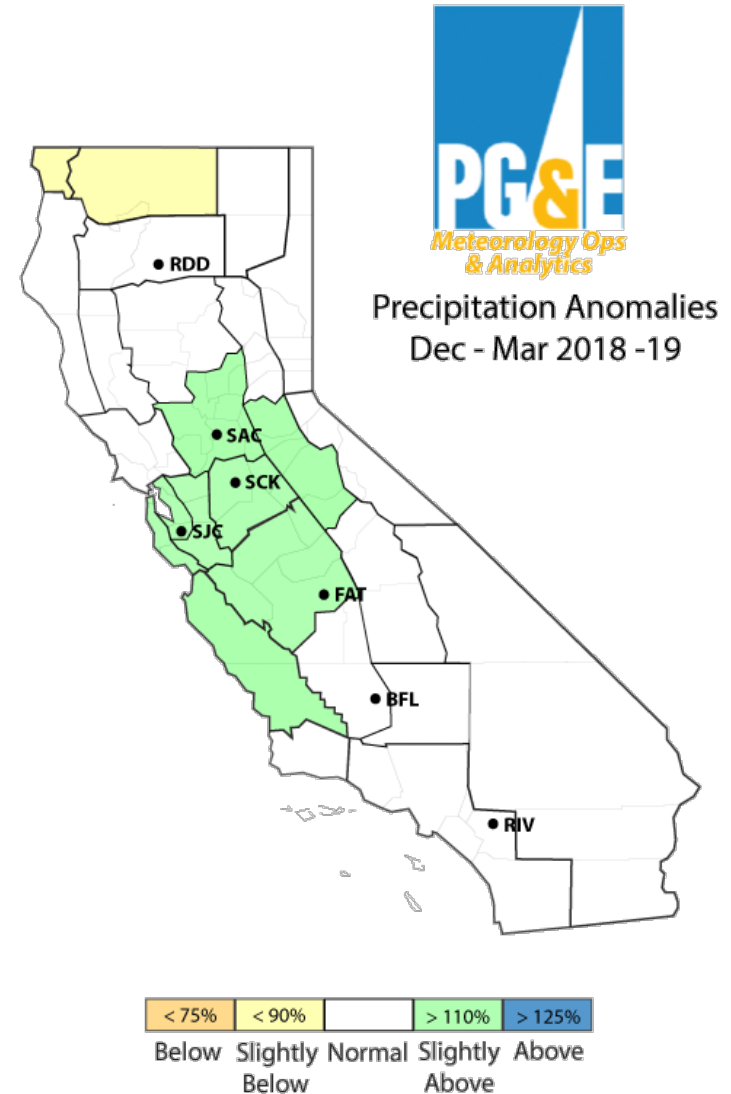 PG&E
Meteorology Ops
& Analytics
Precipitation Anomalies
Dec - Mar 2018 -19
RDD
SAC
SCK
SJC
FAT
BFL
RIV
< 75%
< 90%
> 110%
> 125%
Below
Slightly
Below
Normal
Slightly
Above
Above